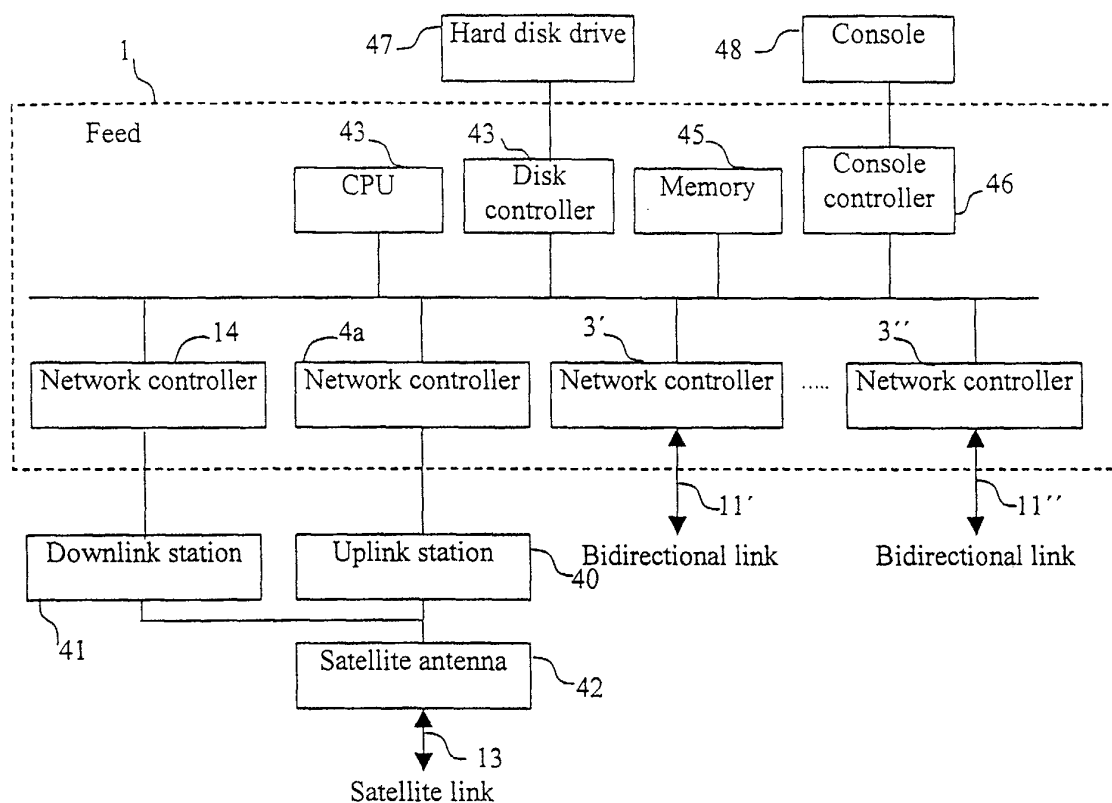 47
Hard disk drive
48
Console
1
Feed
43
CPU
43
Disk
controller
45
Memory
Console
controller
46
14
Network controller
4a
Network controller
3´
Network controller
.....
3´´
Network controller
11´
11´´
Downlink station
41
Uplink station
40
Bidirectional link
Bidirectional link
Satellite antenna
42
13
Satellite link